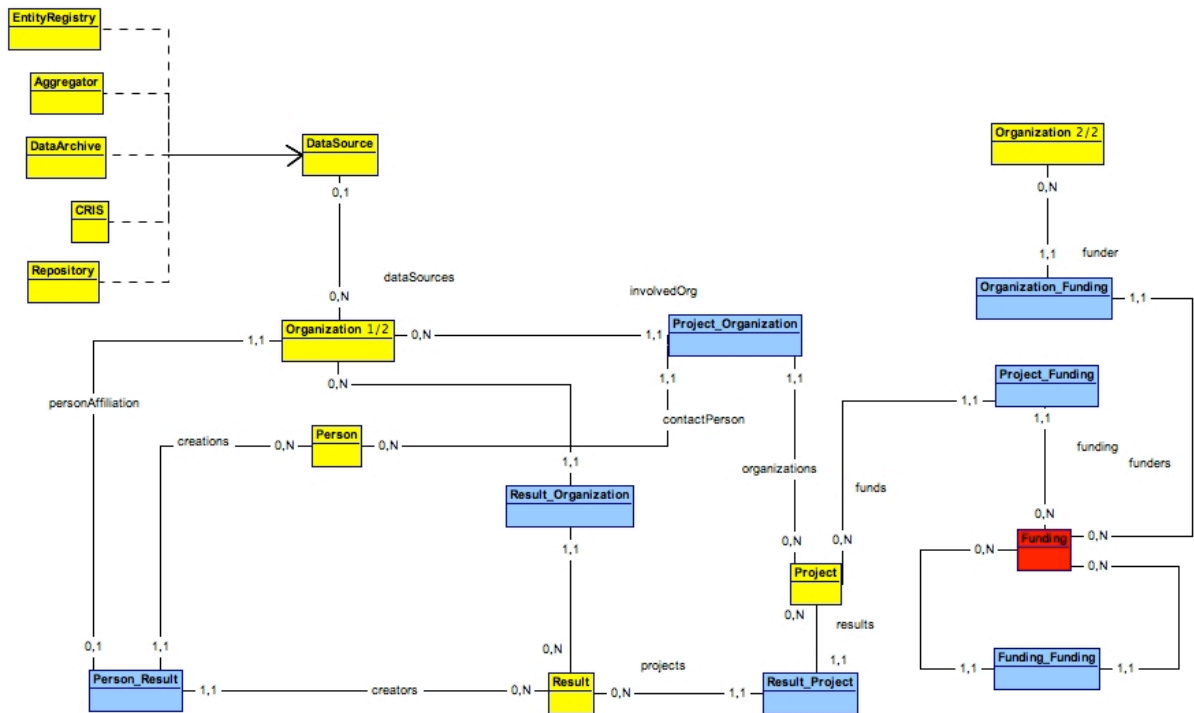 EntityRegistry
Aggregator
DataArchive
CRIS
Repository
DataSource
0,1
dataSources
0,N
Organization 1/2
1,1
0,N
0,N
personAffiliation
involvedOrg
1,1
Project_Organization
1,1
1,1
contactPerson
creations
0,N
Person
0,N
organizations
1,1
Result_Organization
1,1
0,N
0,N
Project
0,N
0,N
funds
results
1,1
0,1
1,1
Person_Result
1,1
creators
0,N
Result
0,N
projects
1,1
Result_Project
Organization 2/2
0,N
1,1
funder
Organization_Funding
1,1
Project_Funding
1,1
1,1
funding
funders
0,N
Funding
0,N
0,N
0,N
Funding_Funding
1,1
1,1